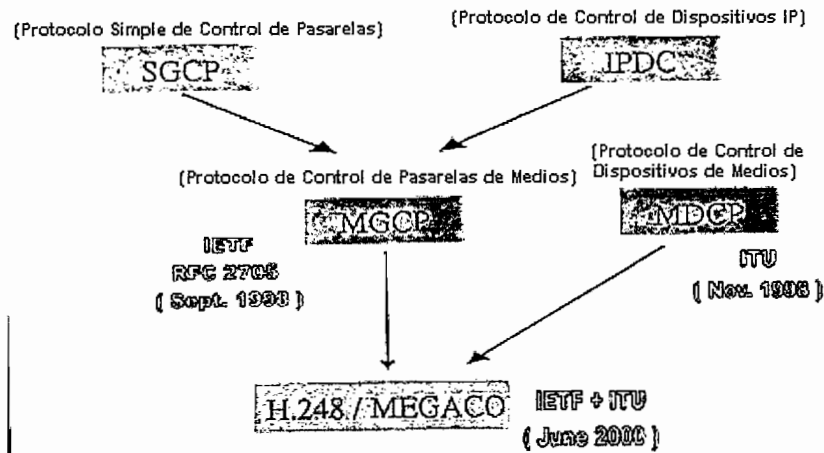 (Protocolo Simple de Control de Pasarelas)
(Protocolo de Control de Dispositivos IP)
SGCP
IPDC
(Protocolo de Control de Pasarelas de Medios)
(Protocolo de Control de
Dispositivos de Medios)
MGCP
MDCP
IETF
RFC 2705
( Sept. 1998 )
ITU
( Nov. 1998 )
H.248 / MEGACO
IETF + ITU
( June 2000 )